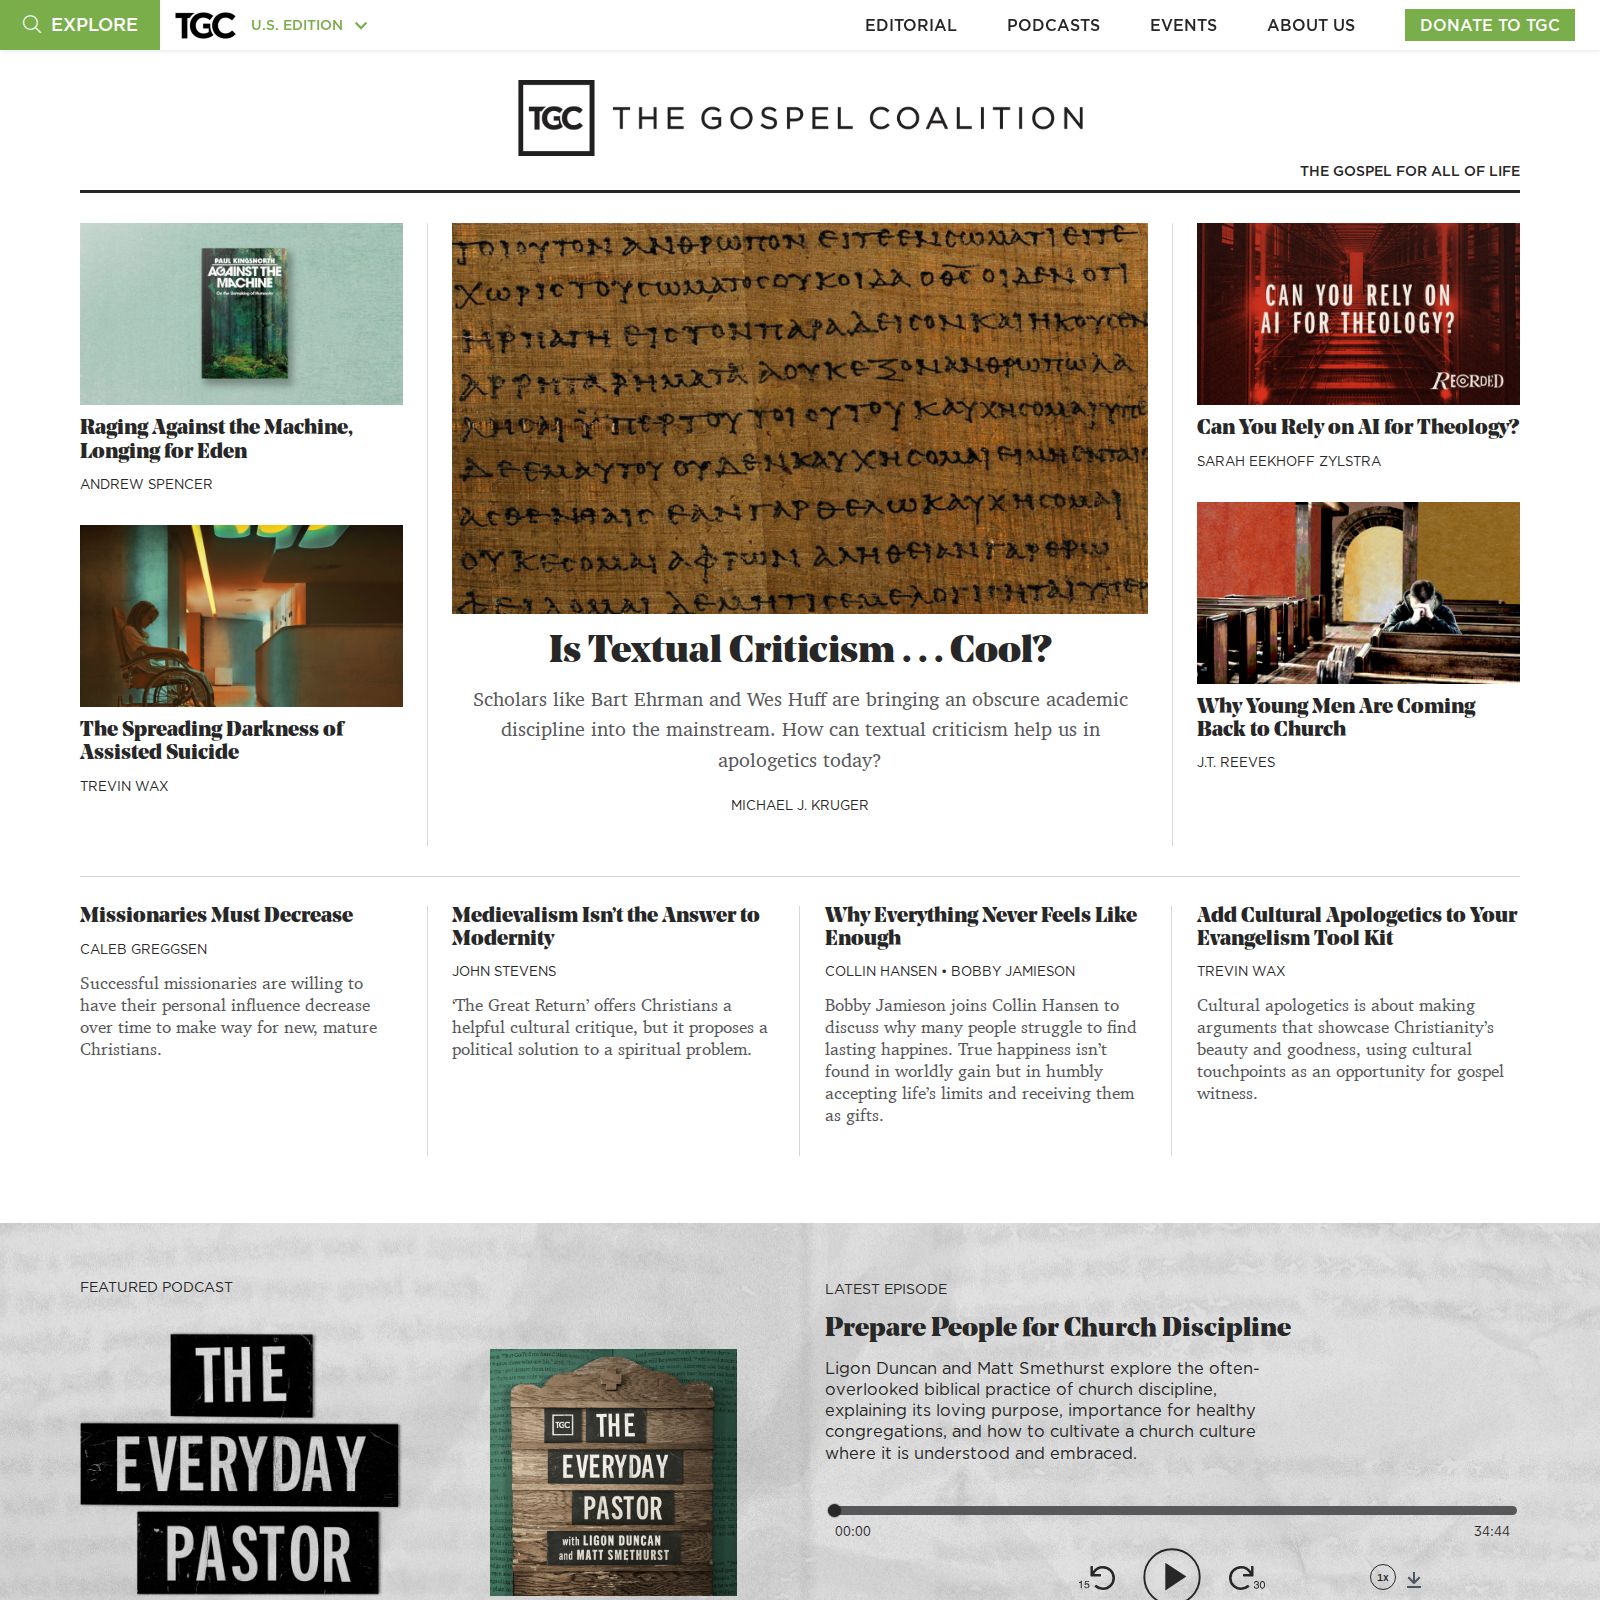 EXPLORE
TGC
U.S. EDITION
EDITORIAL
PODCASTS
EVENTS
ABOUT US
DONATE TO TGC
TGC
THE GOSPEL COALITION
THE GOSPEL FOR ALL OF LIFE
PAUL KINGSNORTH
AGAINST THE
MACHINE
On the Unmaking of Humanity
Raging Against the Machine,
Longing for Eden
ANDREW SPENCER
The Spreading Darkness of
Assisted Suicide
TREVIN WAX
Is Textual Criticism . . . Cool?
Scholars like Bart Ehrman and Wes Huff are bringing an obscure academic
discipline into the mainstream. How can textual criticism help us in
apologetics today?
MICHAEL J. KRUGER
CAN YOU RELY ON
AI FOR THEOLOGY?
RECORDED
Can You Rely on AI for Theology?
SARAH EEKHOFF ZYLSTRA
Why Young Men Are Coming
Back to Church
J.T. REEVES
Missionaries Must Decrease
CALEB GREGGSEN
Successful missionaries are willing to
have their personal influence decrease
over time to make way for new, mature
Christians.
Medievalism Isn’t the Answer to
Modernity
JOHN STEVENS
‘The Great Return’ offers Christians a
helpful cultural critique, but it proposes a
political solution to a spiritual problem.
Why Everything Never Feels Like
Enough
COLLIN HANSEN • BOBBY JAMIESON
Bobby Jamieson joins Collin Hansen to
discuss why many people struggle to find
lasting happines. True happiness isn’t
found in worldly gain but in humbly
accepting life’s limits and receiving them
as gifts.
Add Cultural Apologetics to Your
Evangelism Tool Kit
TREVIN WAX
Cultural apologetics is about making
arguments that showcase Christianity’s
beauty and goodness, using cultural
touchpoints as an opportunity for gospel
witness.
FEATURED PODCAST
THE
EVERYDAY
PASTOR
TGC
THE
EVERYDAY
PASTOR
with LIGON DUNCAN
and MATT SMETHURST
LATEST EPISODE
Prepare People for Church Discipline
Ligon Duncan and Matt Smethurst explore the often-
overlooked biblical practice of church discipline,
explaining its loving purpose, importance for healthy
congregations, and how to cultivate a church culture
where it is understood and embraced.
00:00
34:44
15
30
1x